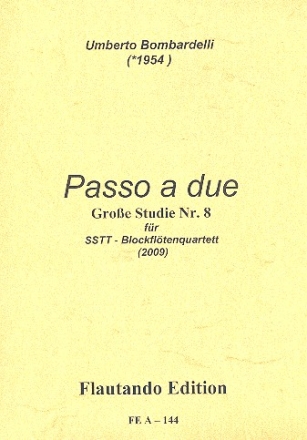 Umberto Bombardelli
(*1954 )
Passo a due
Große Studie Nr. 8
für
SSTT - Blockflötenquartett
(2009)
Flautando Edition
FE A – 144